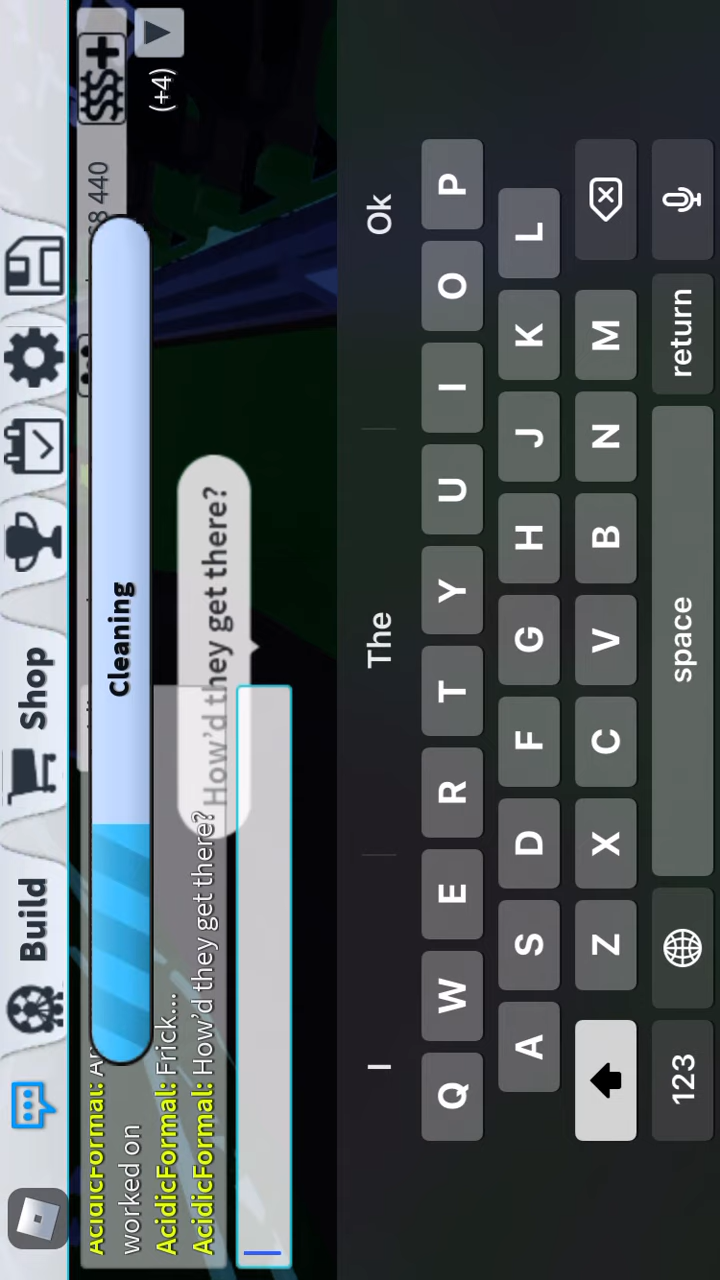 Build
Shop
68 440
(+4)
Cleaning
AcidicFormal:
worked on
AcidicFormal: Frick...
AcidicFormal: How'd they get there?
How'd they get there?
I
The
Ok
Q W E R T Y U I O P
A S D F G H J K L
Z X C V B N M
123
space
return